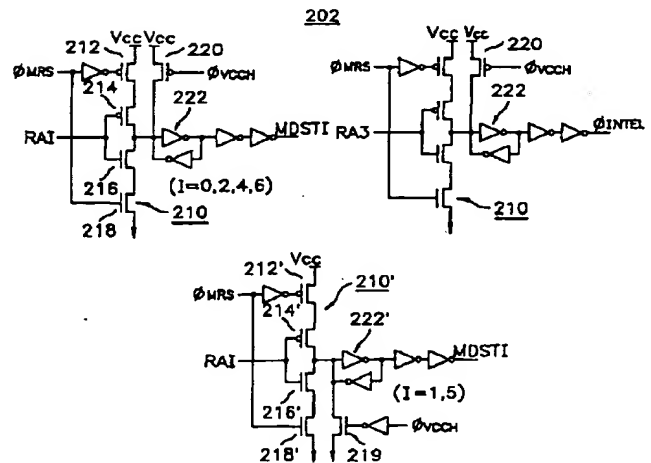 202
212 Vcc Vcc 220
ØMRS
ØVCCH
214
222
RAI
MDSTI
216
(I=0,2,4,6)
218
210
Vcc Vcc 220
ØMRS
ØVCCH
222
RA3
ØINTEL
210
Vcc
212'
ØMRS
210'
214'
222'
RAI
MDSTI
216'
(I=1,5)
218'
219
ØVCCH